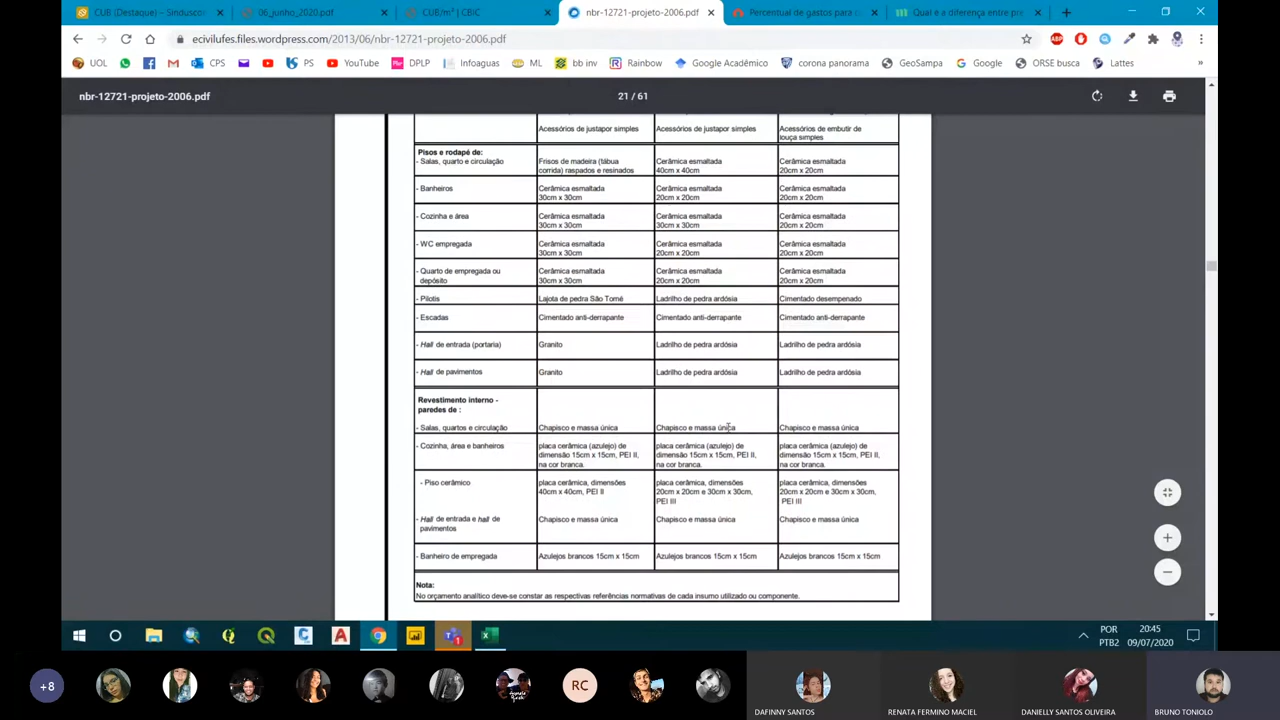 CUB (Destaque) – Sinduscon
06_junho_2020.pdf
CUB/m³ | CBIC
nbr-12721-projeto-2006.pdf
Percentual de gastos para c
Qual é a diferença entre pre
ecivilufes.files.wordpress.com/2013/06/nbr-12721-projeto-2006.pdf
ABP
UOL
CPS
PS
YouTube
DPLP
Infoaguas
ML
bb inv
Rainbow
Google Acadêmico
corona panorama
GeoSampa
Google
ORSE busca
Lattes
»
nbr-12721-projeto-2006.pdf
21 / 61
Acessórios de justapor simples
Acessórios de justapor simples
Acessórios de embutir de
louça simples
Pisos e rodapé de:
- Salas, quarto e circulação
Frisos de madeira (tábua
corrida) raspados e resinados
Cerâmica esmaltada
40cm x 40cm
Cerâmica esmaltada
20cm x 20cm
- Banheiros
Cerâmica esmaltada
30cm x 30cm
Cerâmica esmaltada
20cm x 20cm
Cerâmica esmaltada
20cm x 20cm
- Cozinha e área
Cerâmica esmaltada
30cm x 30cm
Cerâmica esmaltada
30cm x 30cm
Cerâmica esmaltada
20cm x 20cm
- WC empregada
Cerâmica esmaltada
30cm x 30cm
Cerâmica esmaltada
20cm x 20cm
Cerâmica esmaltada
20cm x 20cm
- Quarto de empregada ou
depósito
Cerâmica esmaltada
30cm x 30cm
Cerâmica esmaltada
20cm x 20cm
Cerâmica esmaltada
20cm x 20cm
- Pilotis
Lajota de pedra São Tomé
Ladrilho de pedra ardósia
Cimentado desempenado
- Escadas
Cimentado anti-derrapante
Cimentado anti-derrapante
Cimentado anti-derrapante
- Hall de entrada (portaria)
Granito
Ladrilho de pedra ardósia
Ladrilho de pedra ardósia
- Hall de pavimentos
Granito
Ladrilho de pedra ardósia
Ladrilho de pedra ardósia
Revestimento interno -
paredes de :
- Salas, quartos e circulação
Chapisco e massa única
Chapisco e massa única
Chapisco e massa única
- Cozinha, área e banheiros
placa cerâmica (azulejo) de
dimensão 15cm x 15cm, PEI II,
na cor branca.
placa cerâmica (azulejo) de
dimensão 15cm x 15cm, PEI II,
na cor branca.
placa cerâmica (azulejo) de
dimensão 15cm x 15cm, PEI II,
na cor branca.
- Piso cerâmico
placa cerâmica, dimensões
40cm x 40cm, PEI II
placa cerâmica, dimensões
20cm x 20cm e 30cm x 30cm,
PEI III
placa cerâmica, dimensões
20cm x 20cm e 30cm x 30cm,
PEI III
- Hall de entrada e hall de
pavimentos
Chapisco e massa única
Chapisco e massa única
Chapisco e massa única
- Banheiro de empregada
Azulejos brancos 15cm x 15cm
Azulejos brancos 15cm x 15cm
Azulejos brancos 15cm x 15cm
Nota:
No orçamento analítico deve-se constar as respectivas referências normativas de cada insumo utilizado ou componente.
POR
PTB2
20:45
09/07/2020
+8
RC
DAFINNY SANTOS
RENATA FERMINO MACIEL
DANIELLY SANTOS OLIVEIRA
BRUNO TONIOLO